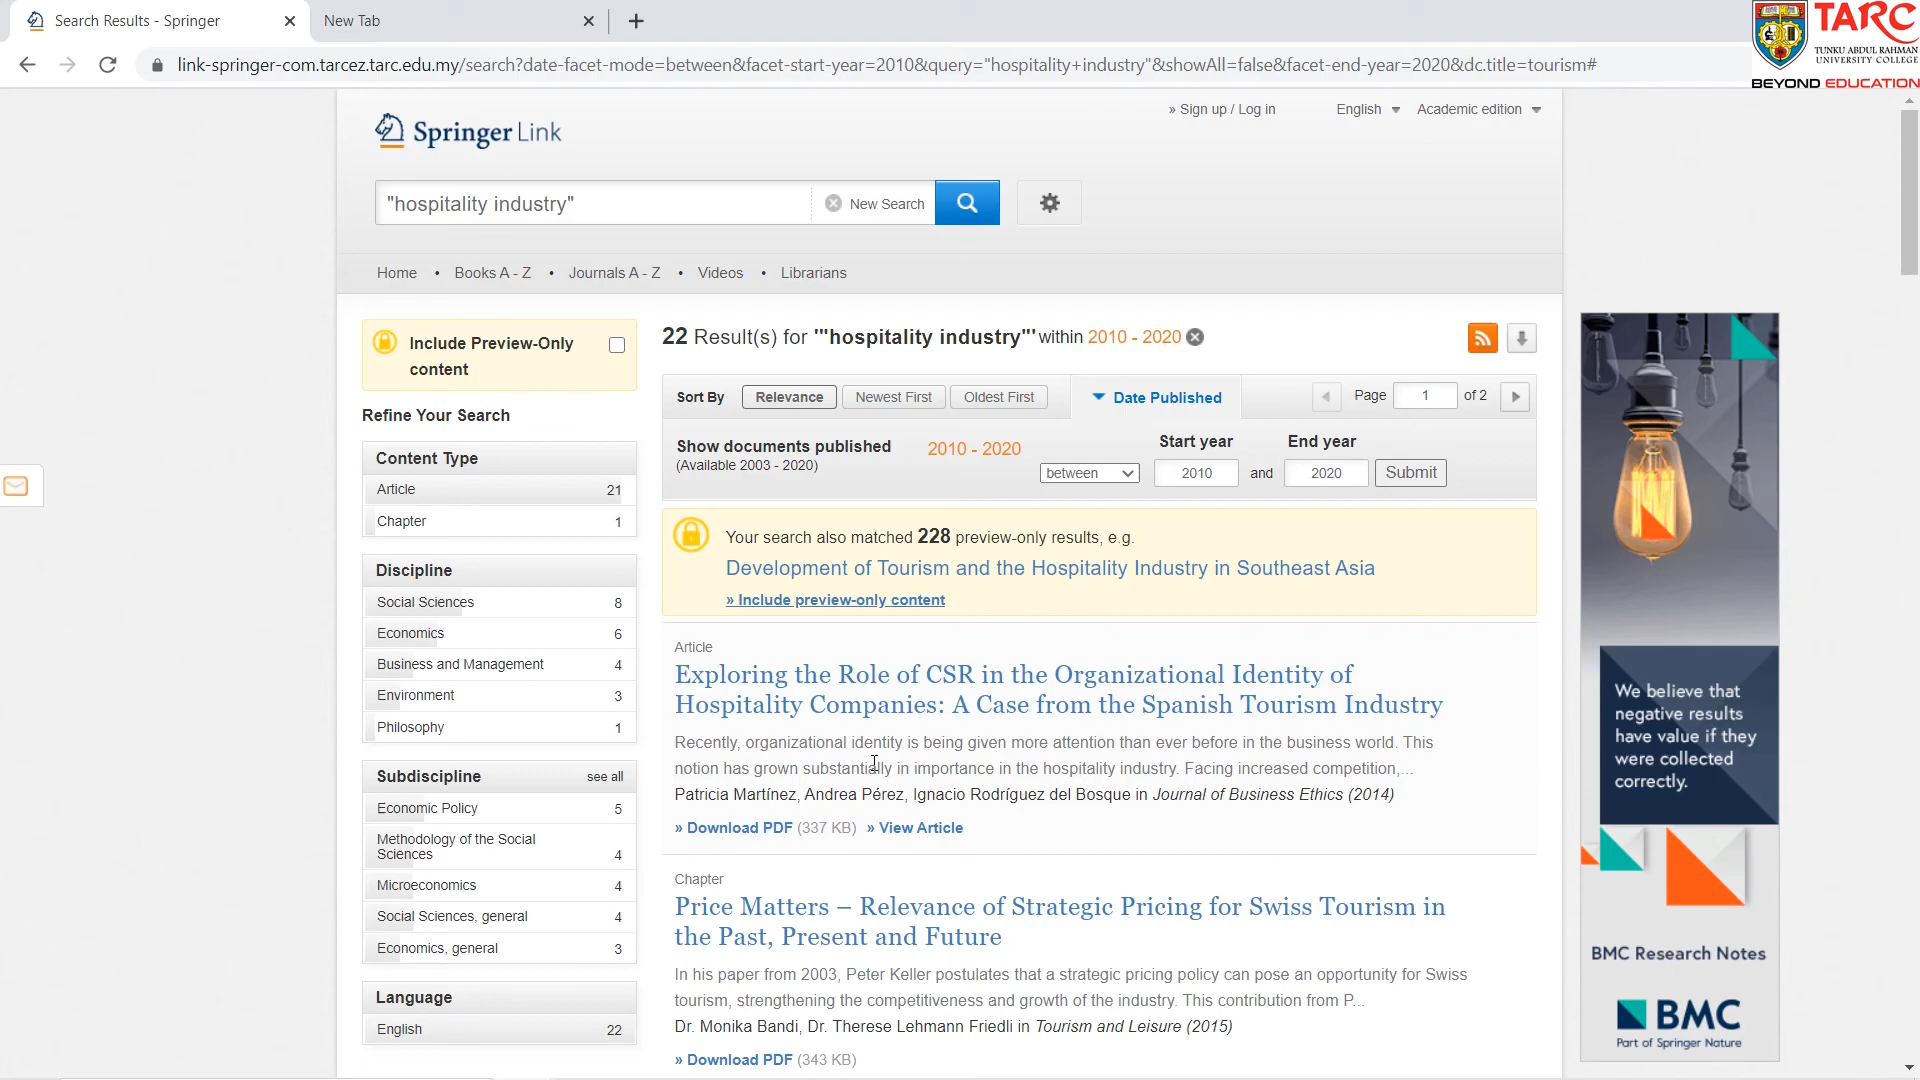 Search Results - Springer
New Tab
TARC
TUNKU ABDUL RAHMAN
UNIVERSITY COLLEGE
BEYOND EDUCATION
link-springer-com.tarcez.tarc.edu.my/search?date-facet-mode=between&facet-start-year=2010&query="hospitality+industry"&showAll=false&facet-end-year=2020&dc.title=tourism#
» Sign up / Log in
English
Academic edition
Springer Link
"hospitality industry"
New Search
Home • Books A - Z • Journals A - Z • Videos • Librarians
Include Preview-Only
content
Refine Your Search
Content Type
Article 21
Chapter 1
Discipline
Social Sciences 8
Economics 6
Business and Management 4
Environment 3
Philosophy 1
Subdiscipline see all
Economic Policy 5
Methodology of the Social
Sciences 4
Microeconomics 4
Social Sciences, general 4
Economics, general 3
Language
English 22
22 Result(s) for '"hospitality industry"' within 2010 - 2020
Sort By Relevance Newest First Oldest First Date Published Page 1 of 2
Show documents published 2010 - 2020
(Available 2003 - 2020)
Start year End year
between 2010 and 2020 Submit
Your search also matched 228 preview-only results, e.g.
Development of Tourism and the Hospitality Industry in Southeast Asia
» Include preview-only content
Article
Exploring the Role of CSR in the Organizational Identity of
Hospitality Companies: A Case from the Spanish Tourism Industry
Recently, organizational identity is being given more attention than ever before in the business world. This
notion has grown substantially in importance in the hospitality industry. Facing increased competition,...
Patricia Martínez, Andrea Pérez, Ignacio Rodríguez del Bosque in Journal of Business Ethics (2014)
» Download PDF (337 KB) » View Article
Chapter
Price Matters – Relevance of Strategic Pricing for Swiss Tourism in
the Past, Present and Future
In his paper from 2003, Peter Keller postulates that a strategic pricing policy can pose an opportunity for Swiss
tourism, strengthening the competitiveness and growth of the industry. This contribution from P...
Dr. Monika Bandi, Dr. Therese Lehmann Friedli in Tourism and Leisure (2015)
» Download PDF (343 KB)
We believe that
negative results
have value if they
were collected
correctly.
BMC Research Notes
BMC
Part of Springer Nature